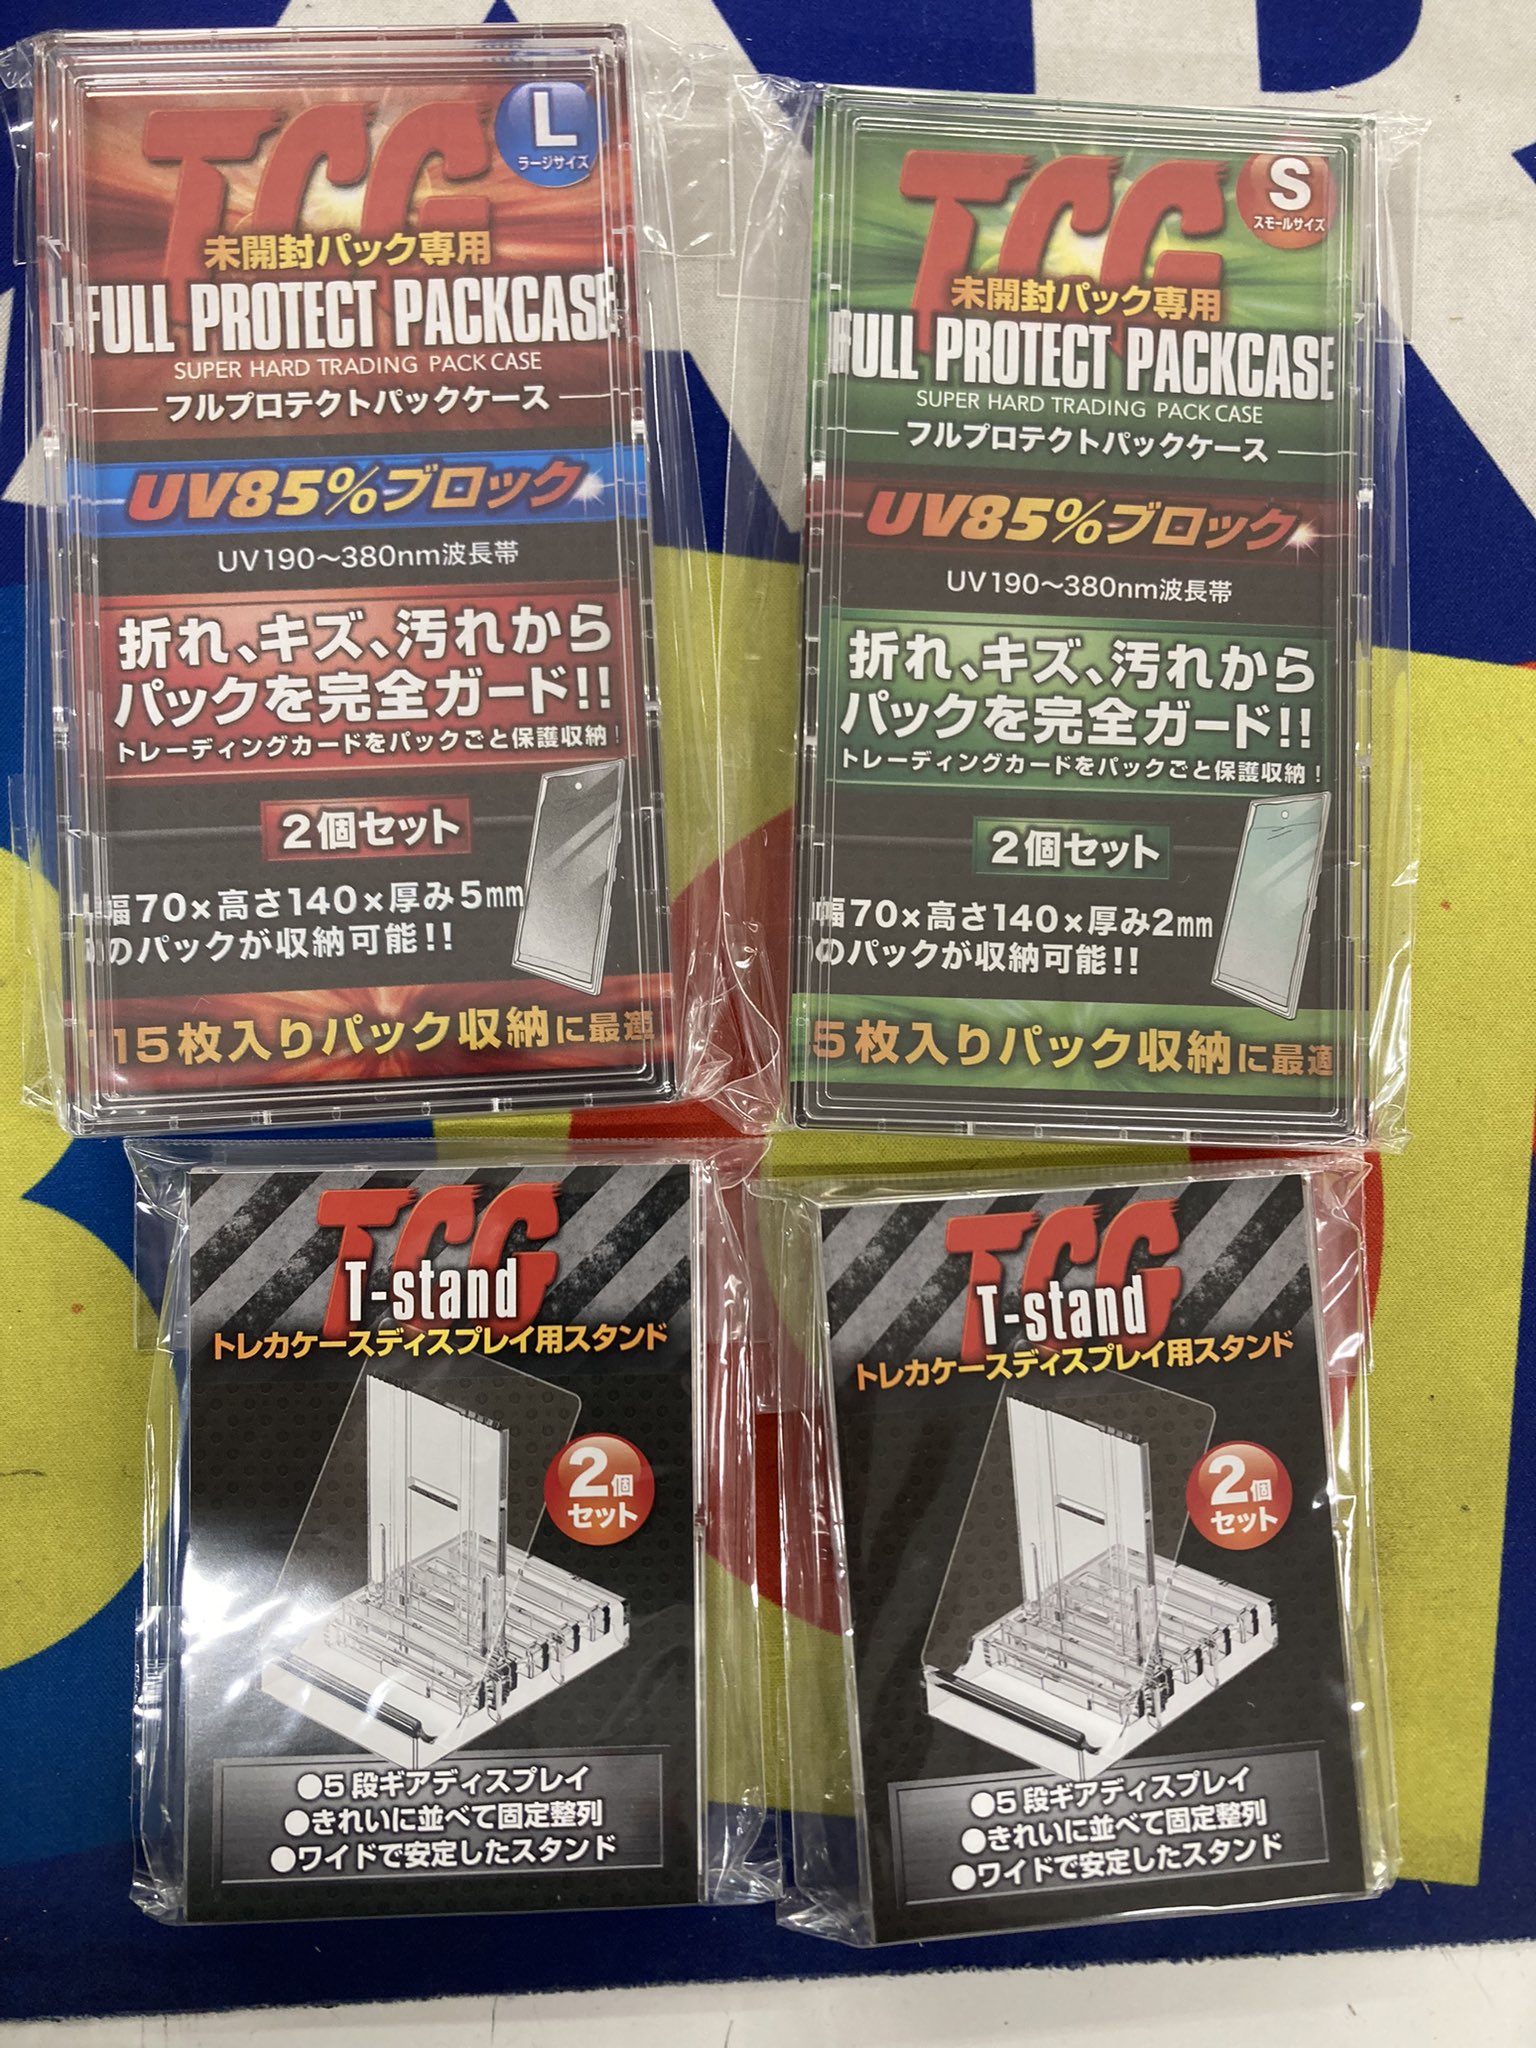 TCG
L
ラージサイズ
未開封パック専用
FULL PROTECT PACKCASE
SUPER HARD TRADING PACK CASE
フルプロテクトパックケース
UV85%ブロック
UV190～380nm波長帯
折れ、キズ、汚れから
パックを完全ガード!!
トレーディングカードをパックごと保護収納!
2個セット
幅70×高さ140×厚み5mm
のパックが収納可能!!
15枚入りパック収納に最適
TCG
S
スモールサイズ
未開封パック専用
FULL PROTECT PACKCASE
SUPER HARD TRADING PACK CASE
フルプロテクトパックケース
UV85%ブロック
UV190～380nm波長帯
折れ、キズ、汚れから
パックを完全ガード!!
トレーディングカードをパックごと保護収納!
2個セット
幅70×高さ140×厚み2mm
のパックが収納可能!!
5枚入りパック収納に最適
TCG
T-stand
トレカケースディスプレイ用スタンド
2個
セット
●5段ギアディスプレイ
●きれいに並べて固定整列
●ワイドで安定したスタンド
TCG
T-stand
トレカケースディスプレイ用スタンド
2個
セット
●5段ギアディスプレイ
●きれいに並べて固定整列
●ワイドで安定したスタンド